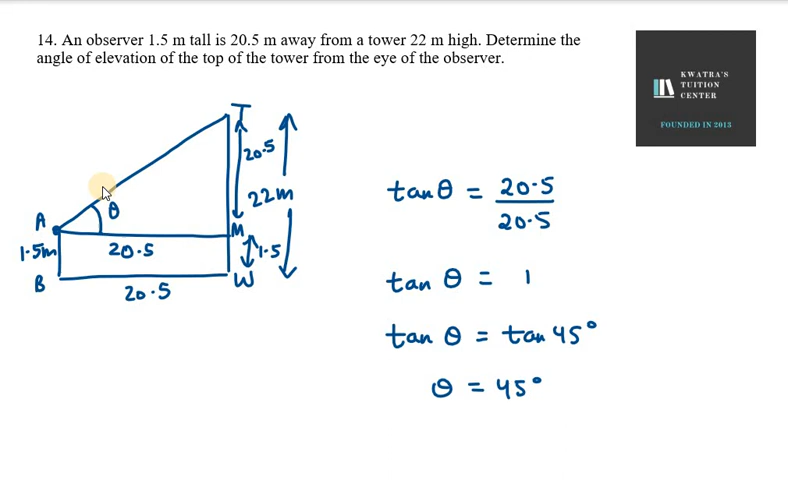 14. An observer 1.5 m tall is 20.5 m away from a tower 22 m high. Determine the
angle of elevation of the top of the tower from the eye of the observer.
KWATRA'S
TUITION
CENTER
FOUNDED IN 2013
T
20.5
22m
A
θ
M
1.5m
20.5
1.5
B
20.5
W
tan θ = 20.5
20.5
tan θ = 1
tan θ = tan 45°
θ = 45°